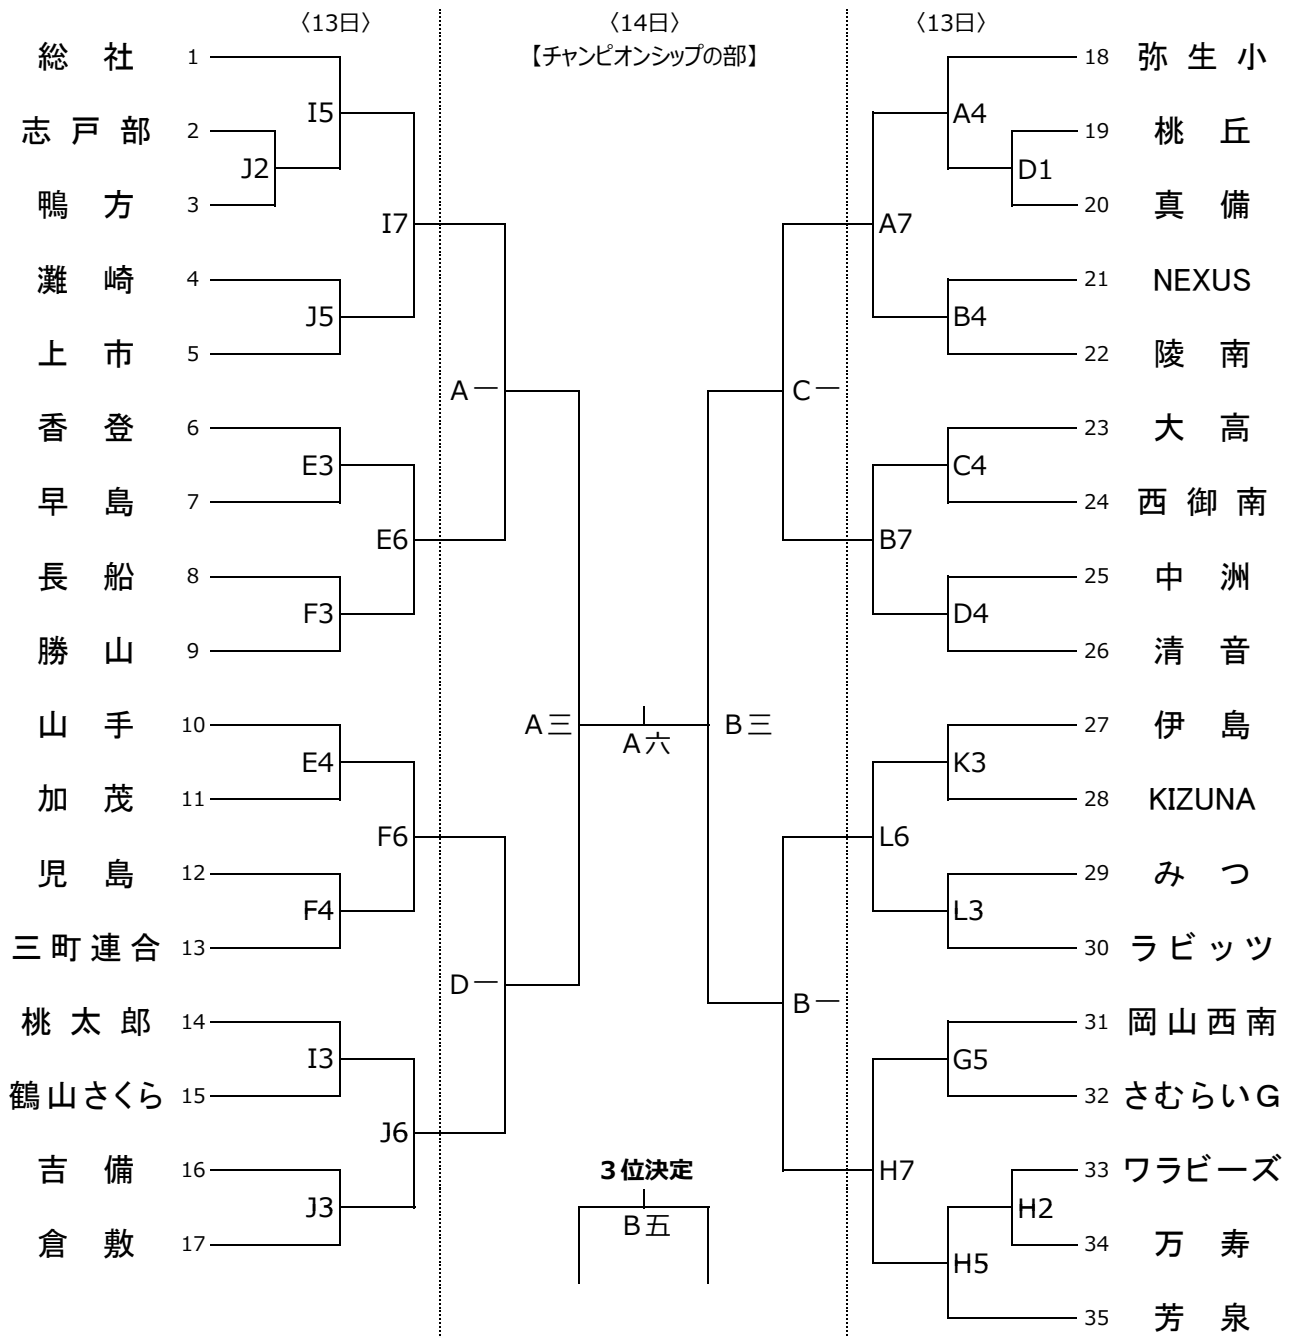 〈13日〉 〈14日〉 〈13日〉
【チャンピオンシップの部】
総社 1
志戸部 2
鴨方 3
灘崎 4
上市 5
香登 6
早島 7
長船 8
勝山 9
山手 10
加茂 11
児島 12
三町連合 13
桃太郎 14
鶴山さくら 15
吉備 16
倉敷 17
I5
J2
I7
J5
E3
E6
F3
E4
F6
F4
I3
J6
J3
A一
D一
A三
A六
B三
C一
B一
3位決定
B五
A4
D1
A7
B4
C4
B7
D4
K3
L6
L3
G5
H7
H2
H5
18 弥生小
19 桃丘
20 真備
21 NEXUS
22 陵南
23 大高
24 西御南
25 中洲
26 清音
27 伊島
28 KIZUNA
29 みつ
30 ラビッツ
31 岡山西南
32 さむらいG
33 ワラビーズ
34 万寿
35 芳泉